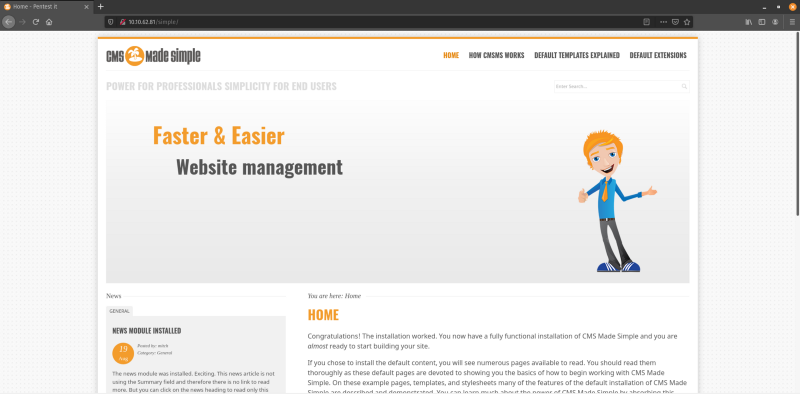 Home - Pentest it
10.10.62.81/simple/
CMS Made Simple
HOME HOW CMSMS WORKS DEFAULT TEMPLATES EXPLAINED DEFAULT EXTENSIONS
POWER FOR PROFESSIONALS SIMPLICITY FOR END USERS
Enter Search...
Faster & Easier
Website management
News
GENERAL
NEWS MODULE INSTALLED
19
Aug
Posted by: mitch
Category: General
The news module was installed. Exciting. This news article is not
using the Summary field and therefore there is no link to read
more. But you can click on the news heading to read only this
You are here: Home
HOME
Congratulations! The installation worked. You now have a fully functional installation of CMS Made Simple and you are
almost ready to start building your site.
If you chose to install the default content, you will see numerous pages available to read. You should read them
thoroughly as these default pages are devoted to showing you the basics of how to begin working with CMS Made
Simple. On these example pages, templates, and stylesheets many of the features of the default installation of CMS Made
Simple are described and demonstrated. You can learn much about the power of CMS Made Simple by absorbing this